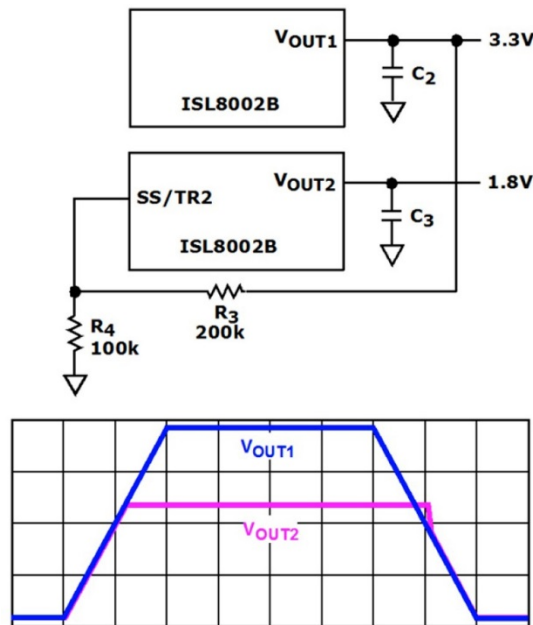 VOUT1
3.3V
C2
ISL8002B
VOUT2
SS/TR2
1.8V
C3
ISL8002B
R3
200k
R4
100k
VOUT1
VOUT2